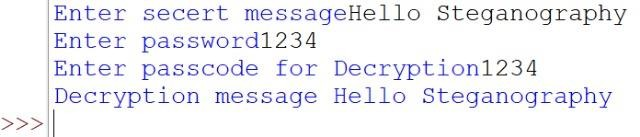 Enter secert messageHello Steganography
Enter password1234
Enter passcode for Decryption1234
Decryption message Hello Steganography
>>>